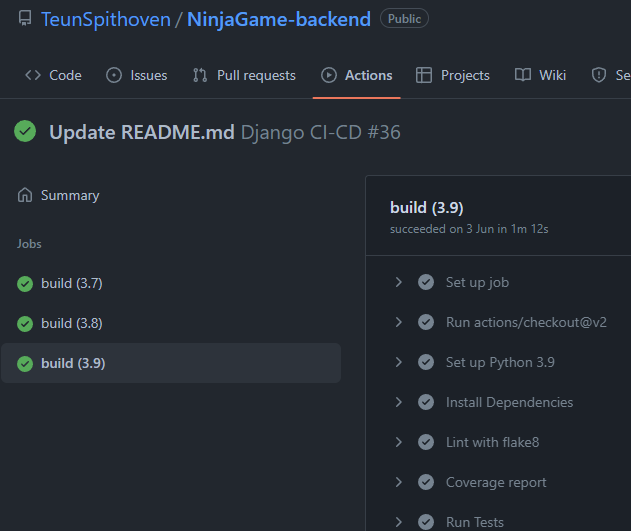 TeunSpithoven / NinjaGame-backend Public
Code Issues Pull requests Actions Projects Wiki Se
Update README.md Django CI-CD #36
Summary
Jobs
build (3.7)
build (3.8)
build (3.9)
build (3.9)
succeeded on 3 Jun in 1m 12s
Set up job
Run actions/checkout@v2
Set up Python 3.9
Install Dependencies
Lint with flake8
Coverage report
Run Tests